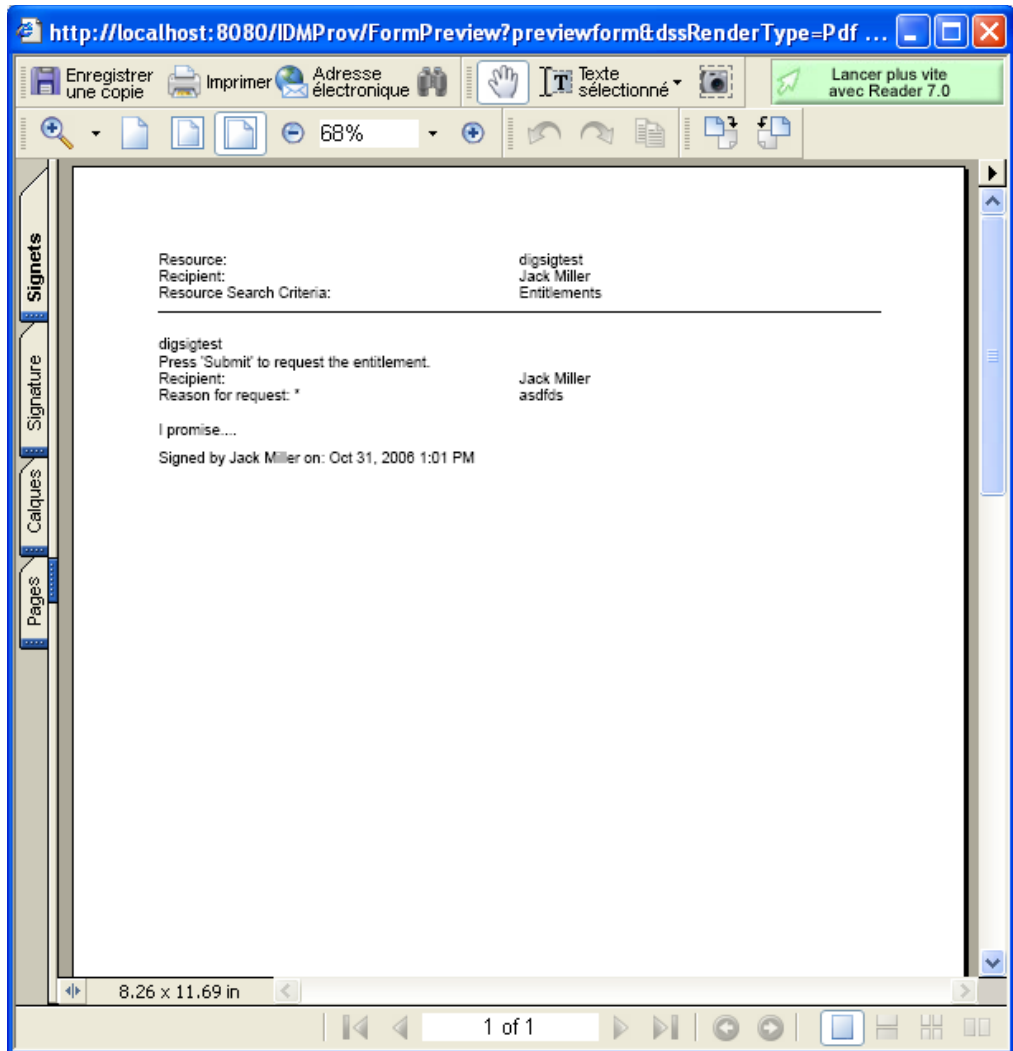 http://localhost:8080/IDMProv/FormPreview?previewform&dssRenderType=Pdf ...
Enregistrer une copie Imprimer Adresse électronique Texte sélectionné Lancer plus vite avec Reader 7.0
68%
Signets
Signature
Calques
Pages
Resource: digsigtest
Recipient: Jack Miller
Resource Search Criteria: Entitlements
digsigtest
Press 'Submit' to request the entitlement.
Recipient: Jack Miller
Reason for request: * asdfds
I promise....
Signed by Jack Miller on: Oct 31, 2006 1:01 PM
8.26 x 11.69 in
1 of 1